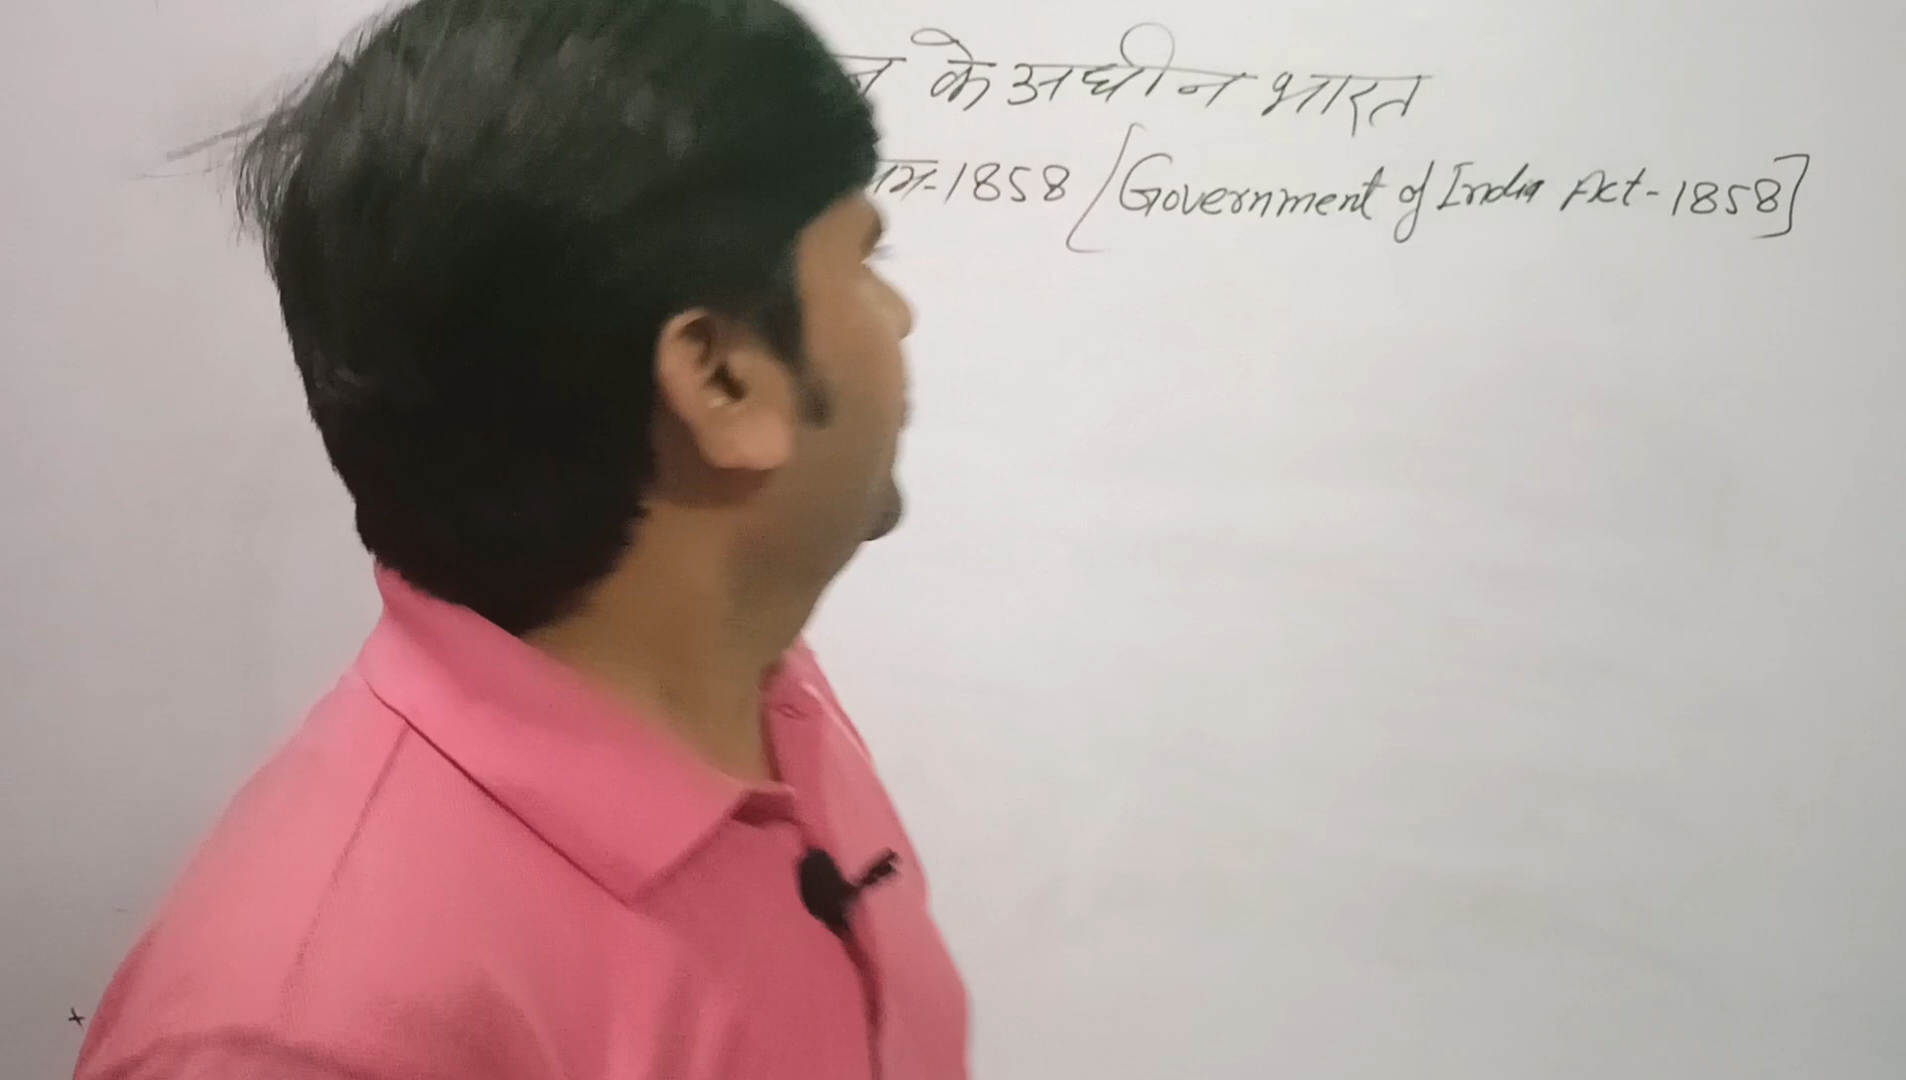 के अधीन भारत
-1858 [Government of India Act-1858]